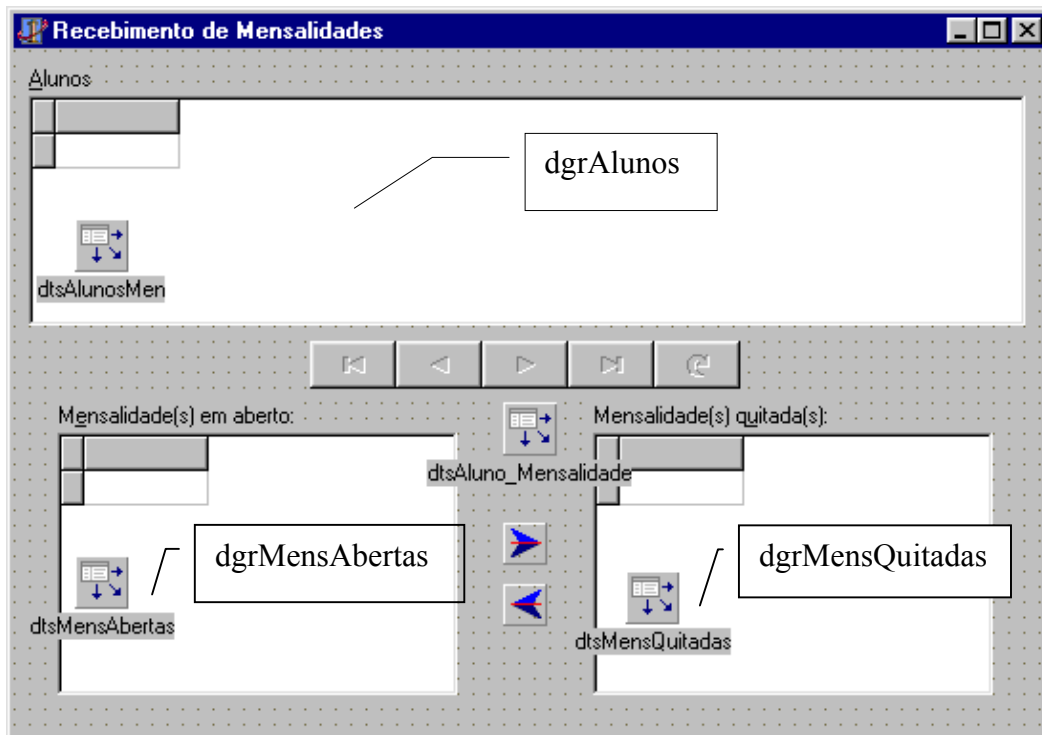 Recebimento de Mensalidades
Alunos
dgrAlunos
dtsAlunosMen
Mensalidade(s) em aberto:
Mensalidade(s) quitada(s):
dtsAluno_Mensalidade
dgrMensAbertas
dgrMensQuitadas
dtsMensAbertas
dtsMensQuitadas